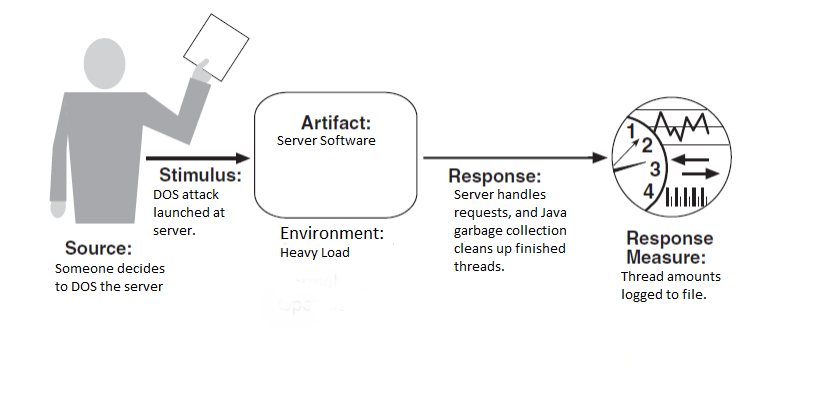 Artifact:
Server Software
Stimulus:
DOS attack
launched at
server.
Source:
Someone decides
to DOS the server
Environment:
Heavy Load
Response:
Server handles
requests, and Java
garbage collection
cleans up finished
threads.
1
2
3
4
Response
Measure:
Thread amounts
logged to file.